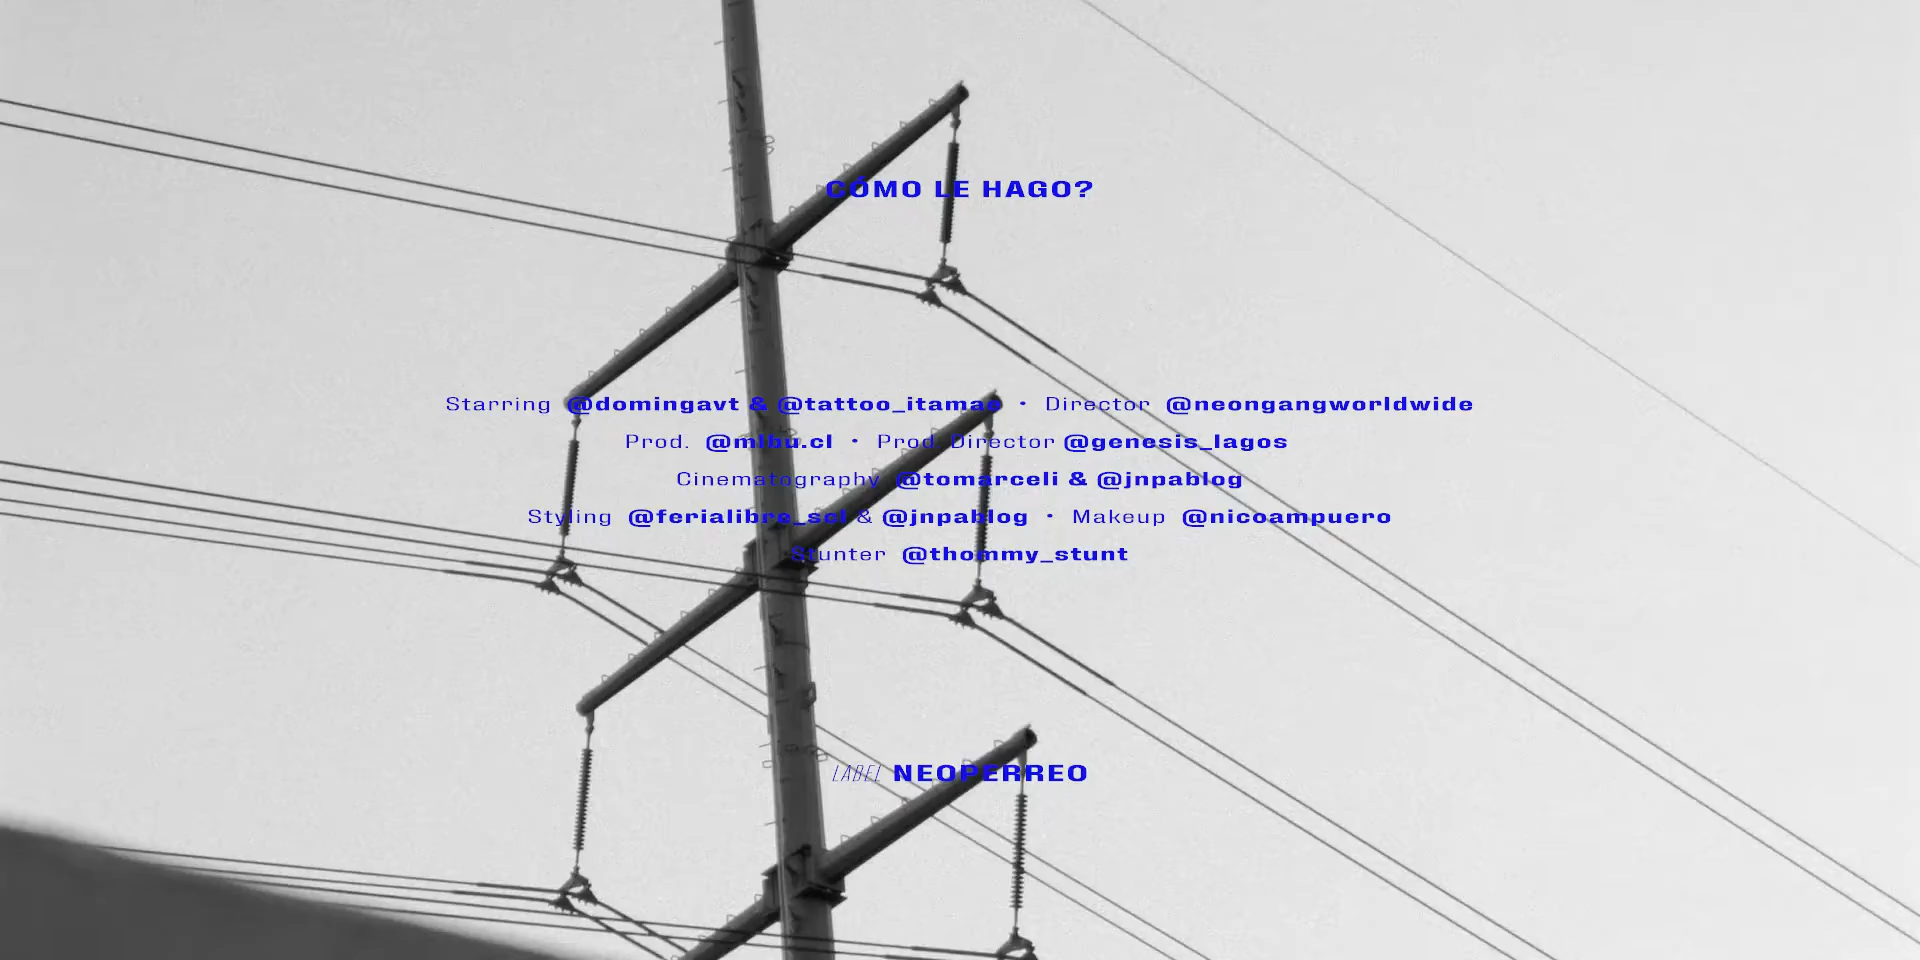 CÓMO LE HAGO?
Starring @domingavt & @tattoo_itamae • Director @neongangworldwide
Prod. @mlbu.cl • Prod. Director @genesis_lagos
Cinematography @tomarceli & @jnpablog
Styling @ferialibre_scl & @jnpablog • Makeup @nicoampuero
Stunter @thommy_stunt
LABEL NEOPERREO